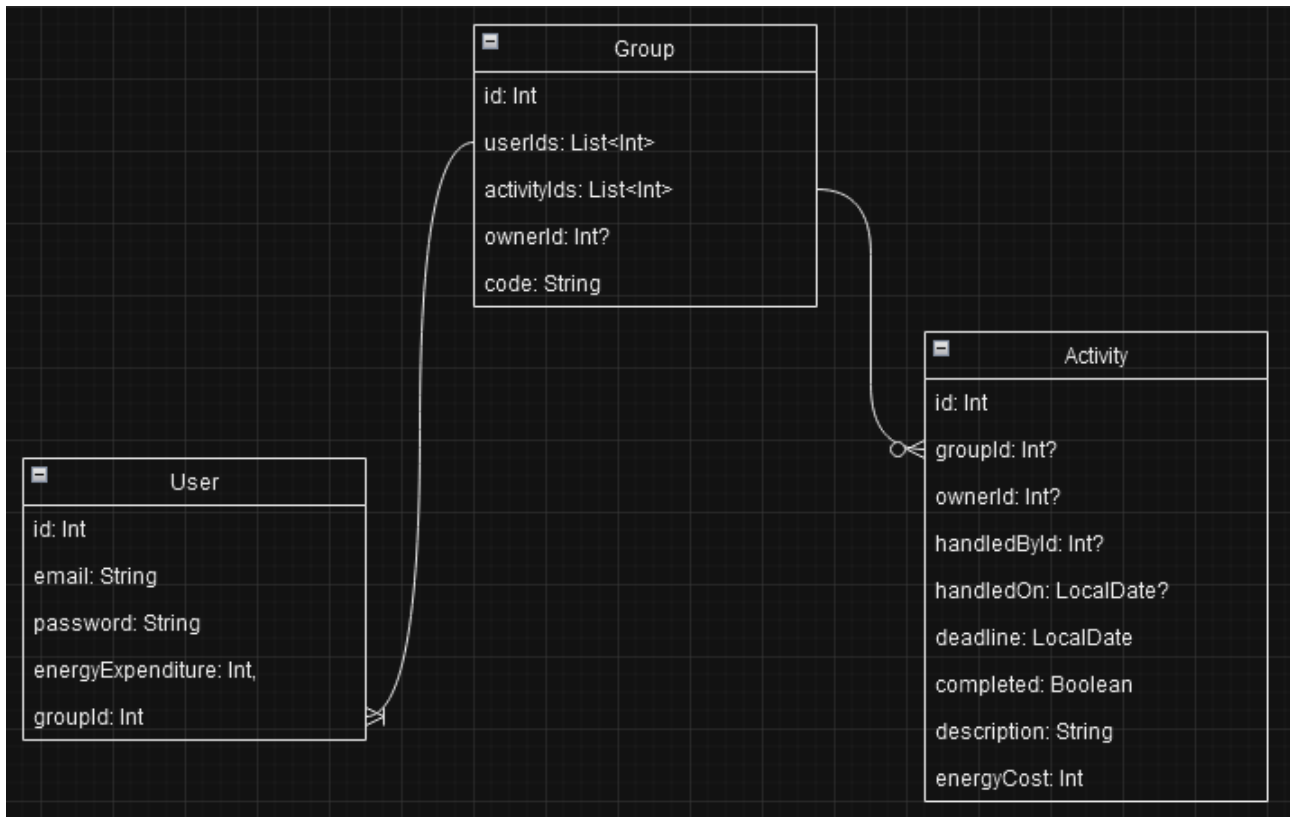 Group
id: Int
userIds: List<Int>
activityIds: List<Int>
ownerId: Int?
code: String
User
id: Int
email: String
password: String
energyExpenditure: Int,
groupId: Int
Activity
id: Int
groupId: Int?
ownerId: Int?
handledById: Int?
handledOn: LocalDate?
deadline: LocalDate
completed: Boolean
description: String
energyCost: Int